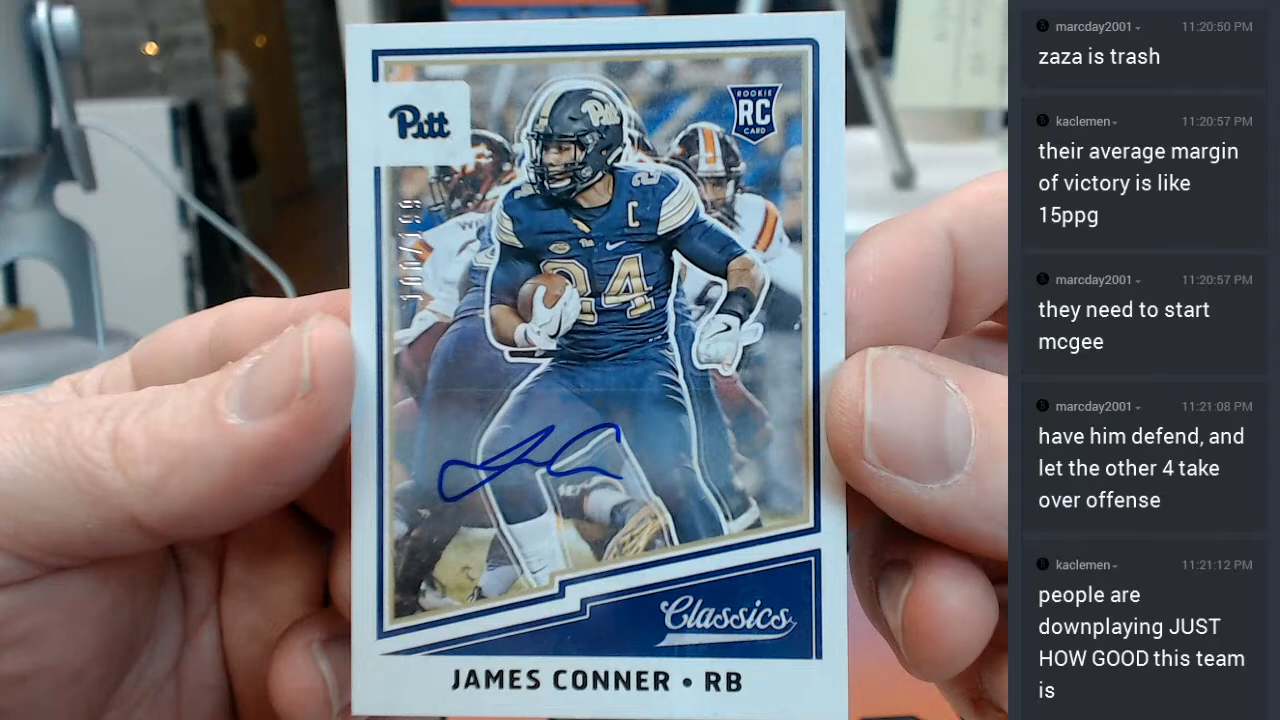 Pitt
ROOKIE
RC
CARD
Pitt
24
C
24
Classics
JAMES CONNER • RB
marcday2001 11:20:50 PM
zaza is trash
kaclemen 11:20:57 PM
their average margin
of victory is like
15ppg
marcday2001 11:20:57 PM
they need to start
mcgee
marcday2001 11:21:08 PM
have him defend, and
let the other 4 take
over offense
kaclemen 11:21:12 PM
people are
downplaying JUST
HOW GOOD this team
is